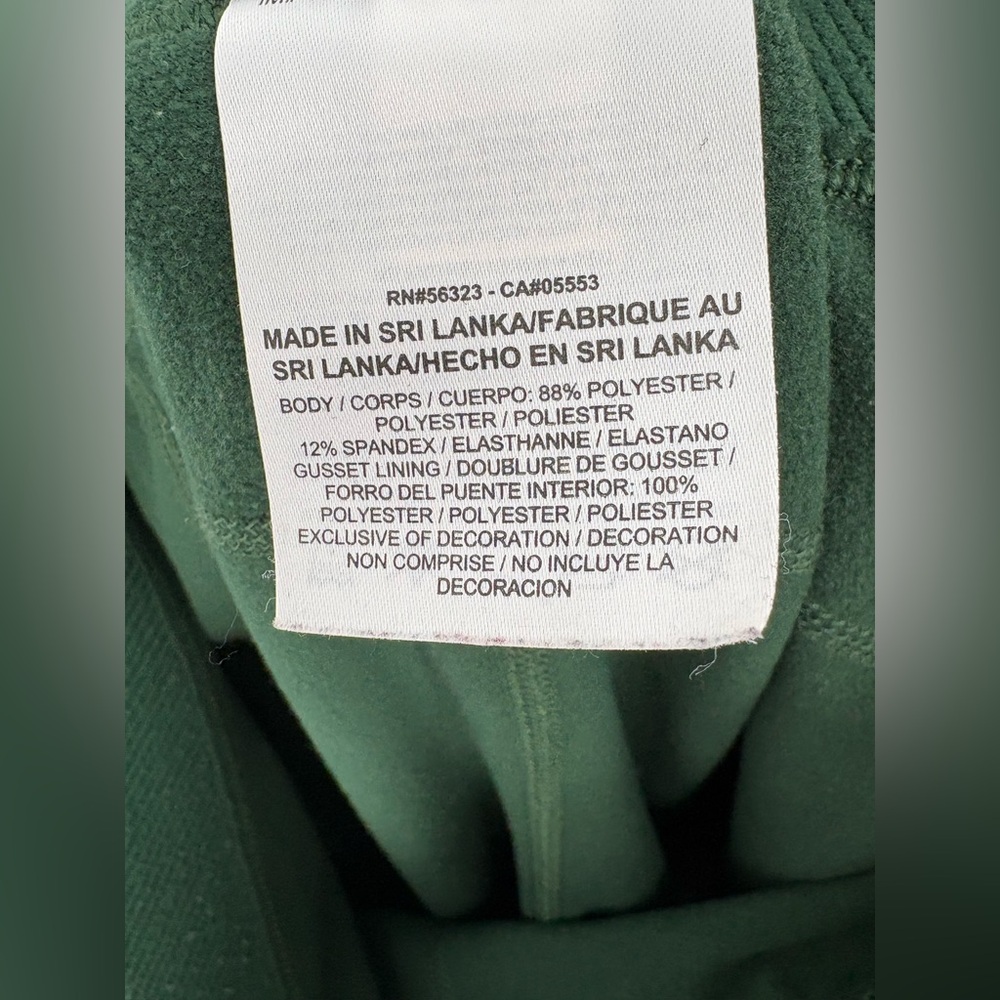 RN#56323 - CA#05553
MADE IN SRI LANKA/FABRIQUE AU
SRI LANKA/HECHO EN SRI LANKA
BODY / CORPS / CUERPO: 88% POLYESTER /
POLYESTER / POLIESTER
12% SPANDEX / ELASTHANNE / ELASTANO
GUSSET LINING / DOUBLURE DE GOUSSET /
FORRO DEL PUENTE INTERIOR: 100%
POLYESTER / POLYESTER / POLIESTER
EXCLUSIVE OF DECORATION / DECORATION
NON COMPRISE / NO INCLUYE LA
DECORACION